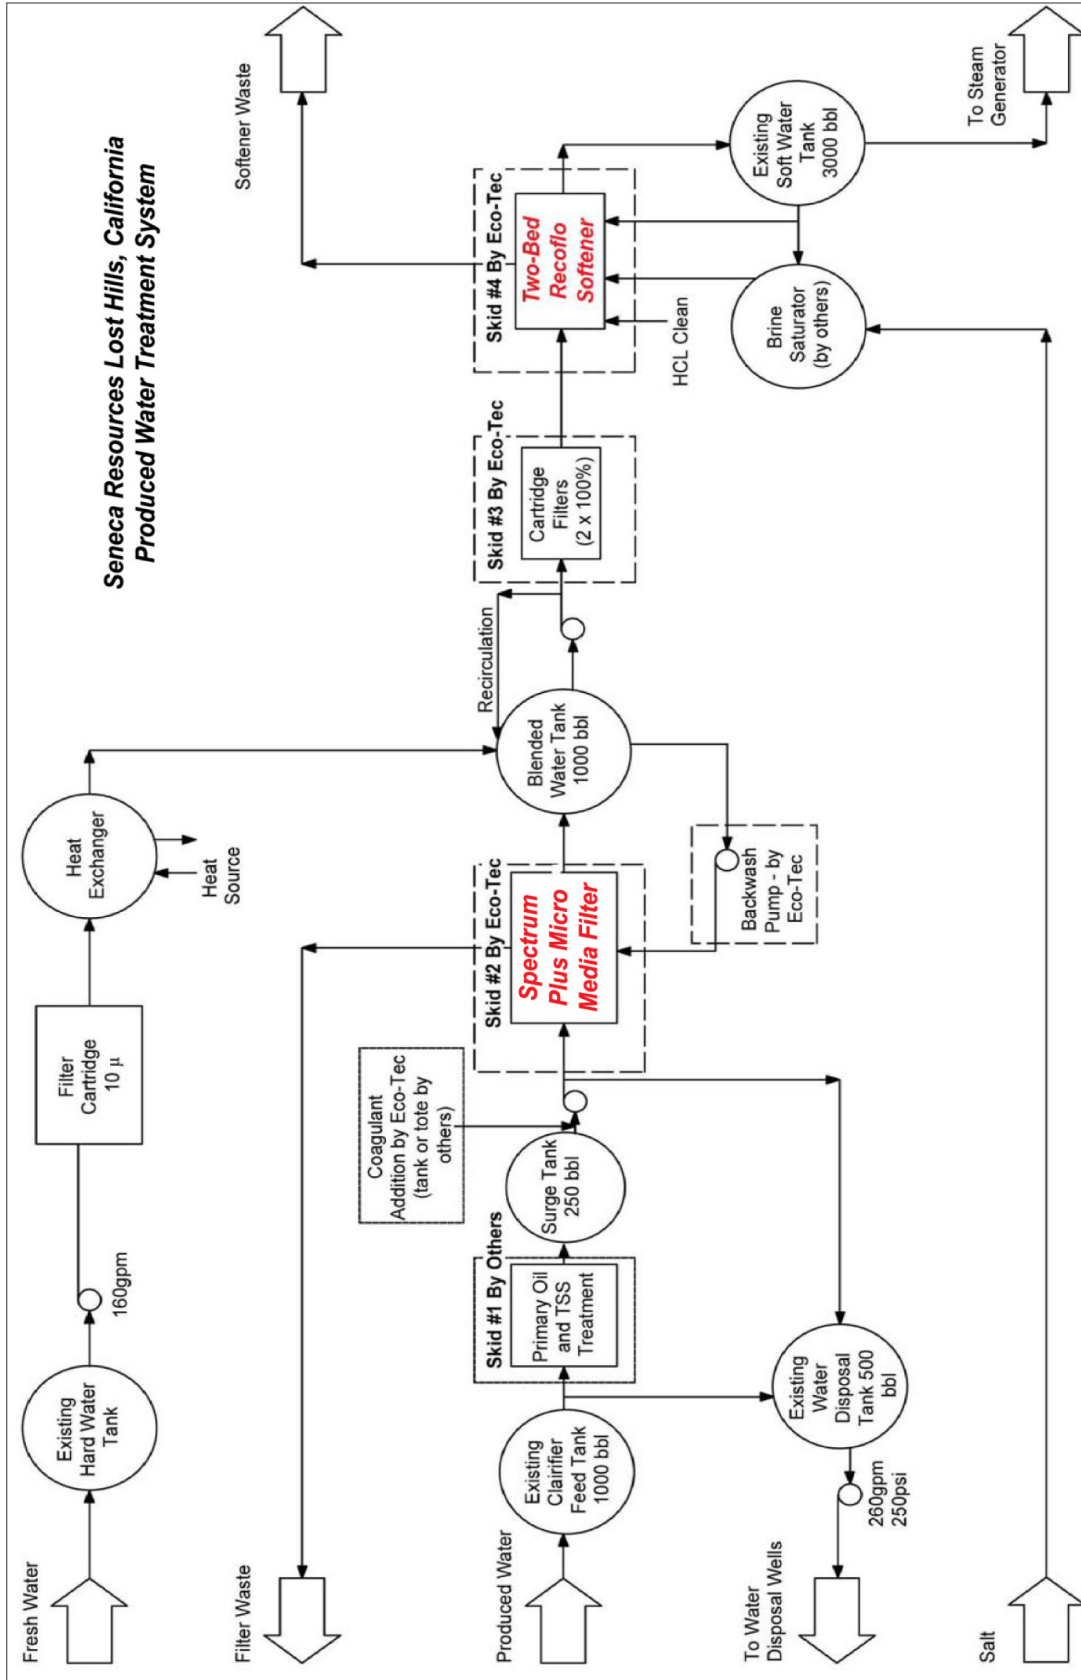 Seneca Resources Lost Hills, California
Produced Water Treatment System
Fresh Water
Existing
Hard Water
Tank
160gpm
Filter
Cartridge
10 μ
Heat
Exchanger
Heat
Source
Softener Waste
Filter Waste
Coagulant
Addition by Eco-Tec
(tank or tote by
others)
Produced Water
Existing
Clairifier
Feed Tank
1000 bbl
Skid #1 By Others
Primary Oil
and TSS
Treatment
Surge Tank
250 bbl
Skid #2 By Eco-Tec
Spectrum
Plus Micro
Media Filter
Blended
Water Tank
1000 bbl
Recirculation
Skid #3 By Eco-Tec
Cartridge
Filters
(2 x 100%)
Skid #4 By Eco-Tec
Two-Bed
Recoflo
Softener
HCL Clean
Backwash
Pump - by
Eco-Tec
Existing
Water
Disposal
Tank 500
bbl
260gpm
250psi
To Water
Disposal Wells
Brine
Saturator
(by others)
Existing
Soft Water
Tank
3000 bbl
To Steam
Generator
Salt